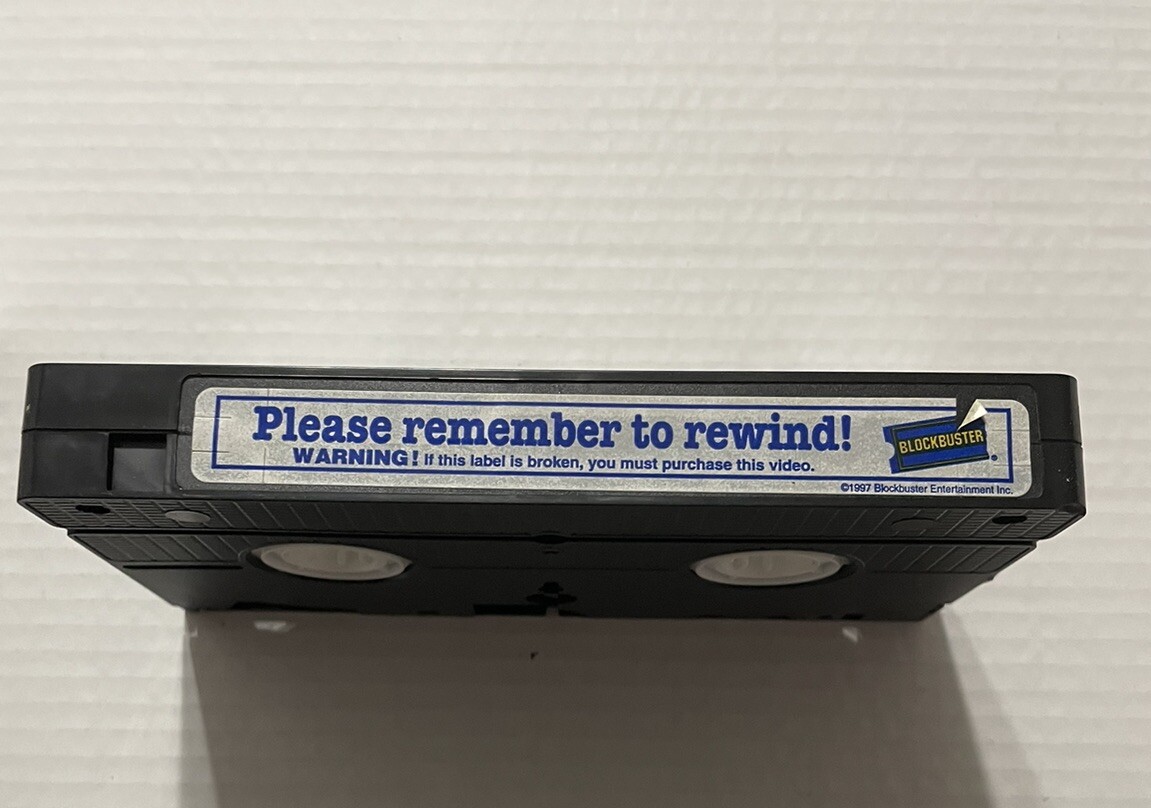 Please remember to rewind!
WARNING! If this label is broken, you must purchase this video.
BLOCKBUSTER®
©1997 Blockbuster Entertainment Inc.